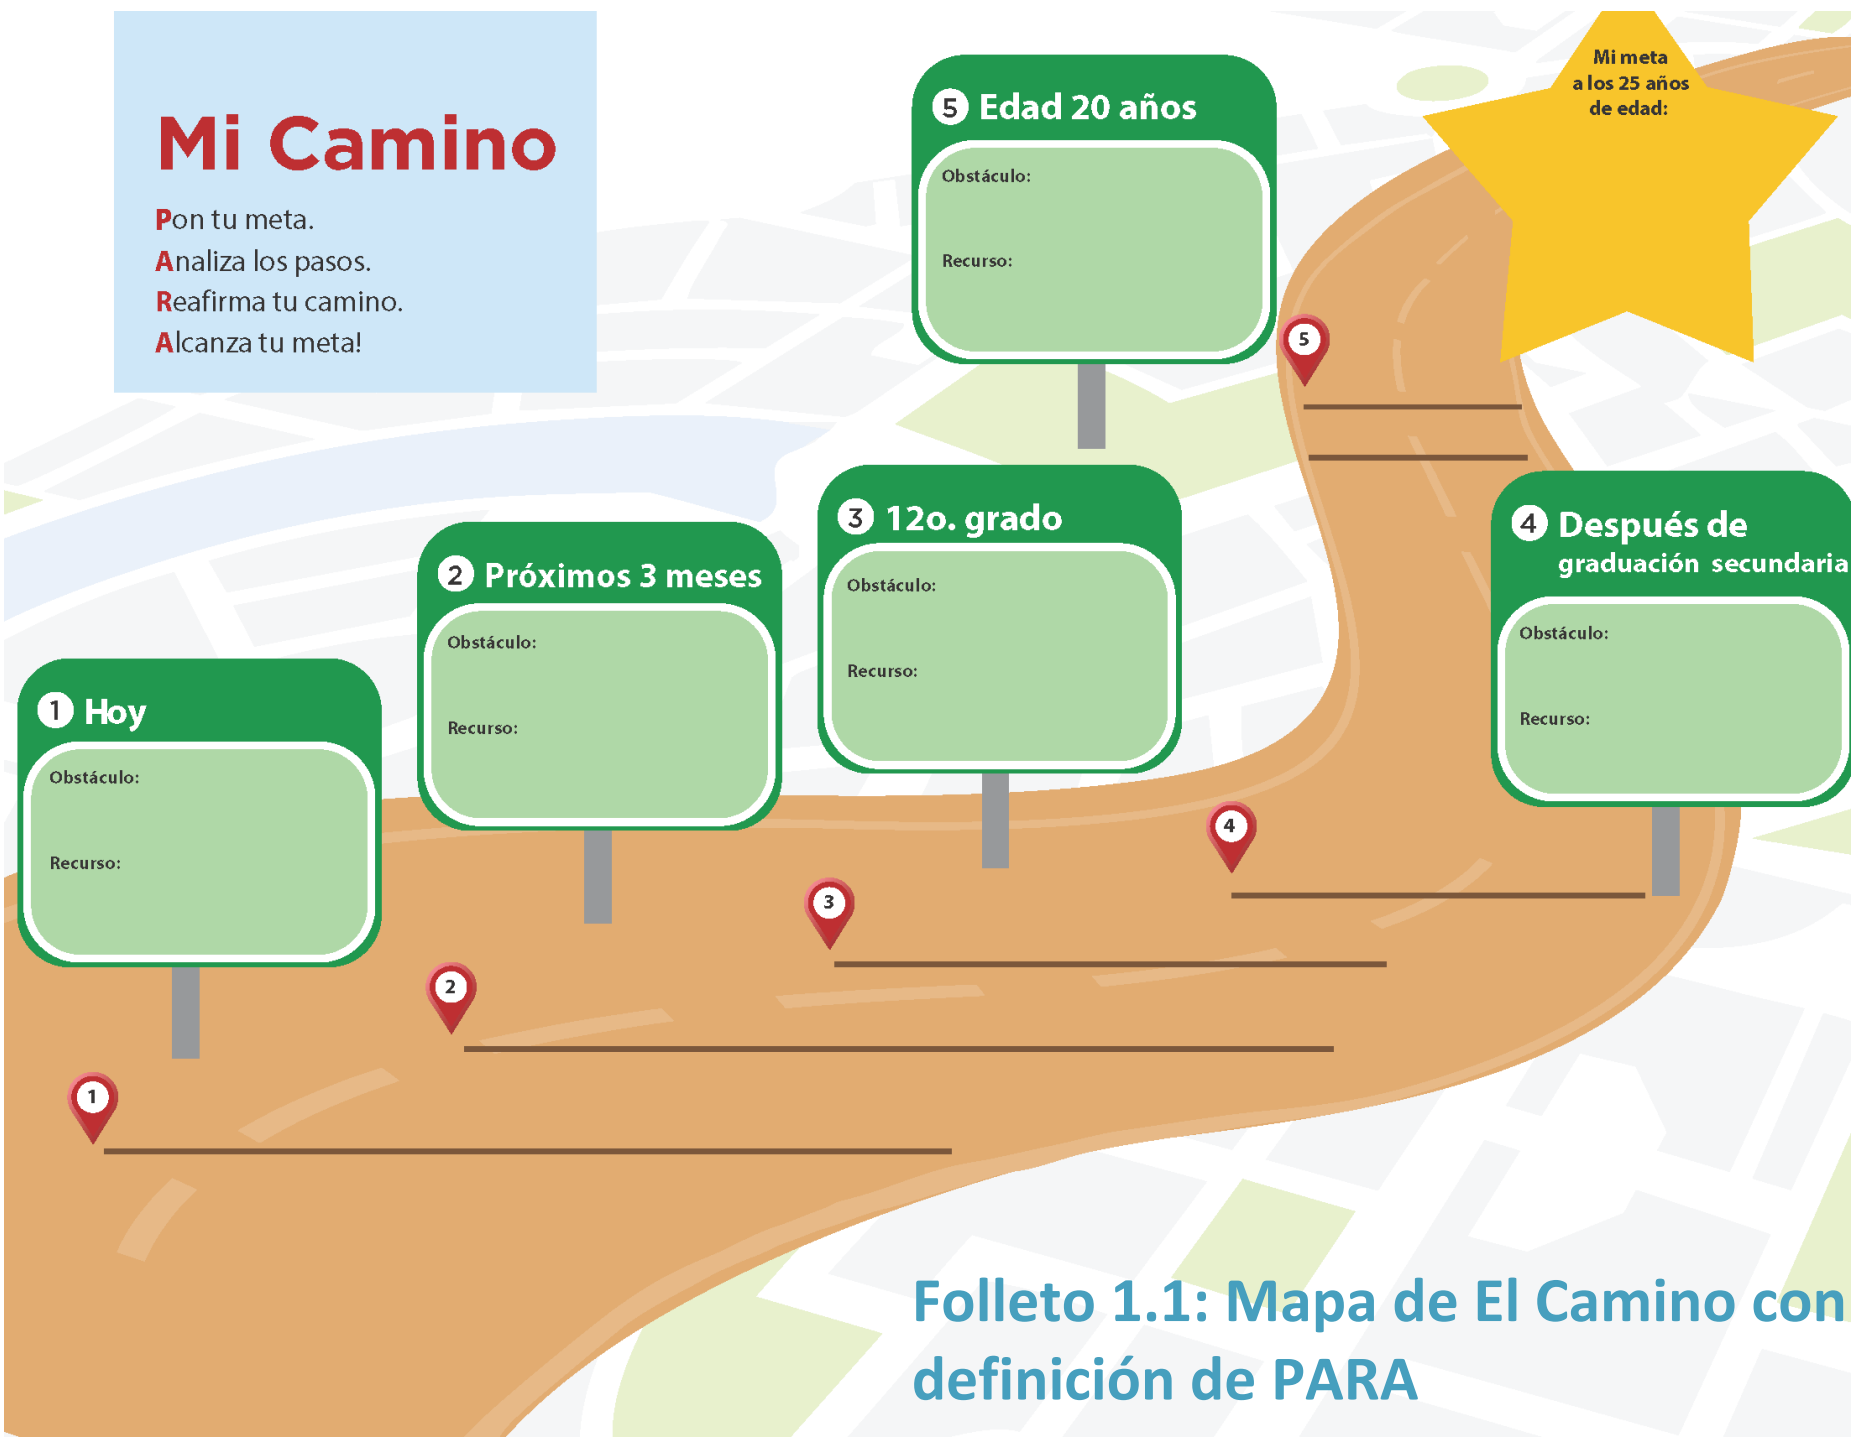 Mi Camino
Pon tu meta.
Analiza los pasos.
Reafirma tu camino.
Alcanza tu meta!
1 Hoy
Obstáculo:
Recurso:
2 Próximos 3 meses
Obstáculo:
Recurso:
3 12o. grado
Obstáculo:
Recurso:
4 Después de
graduación secundaria
Obstáculo:
Recurso:
5 Edad 20 años
Obstáculo:
Recurso:
Mi meta
a los 25 años
de edad:
1
2
3
4
5
Folleto 1.1: Mapa de El Camino con
definición de PARA